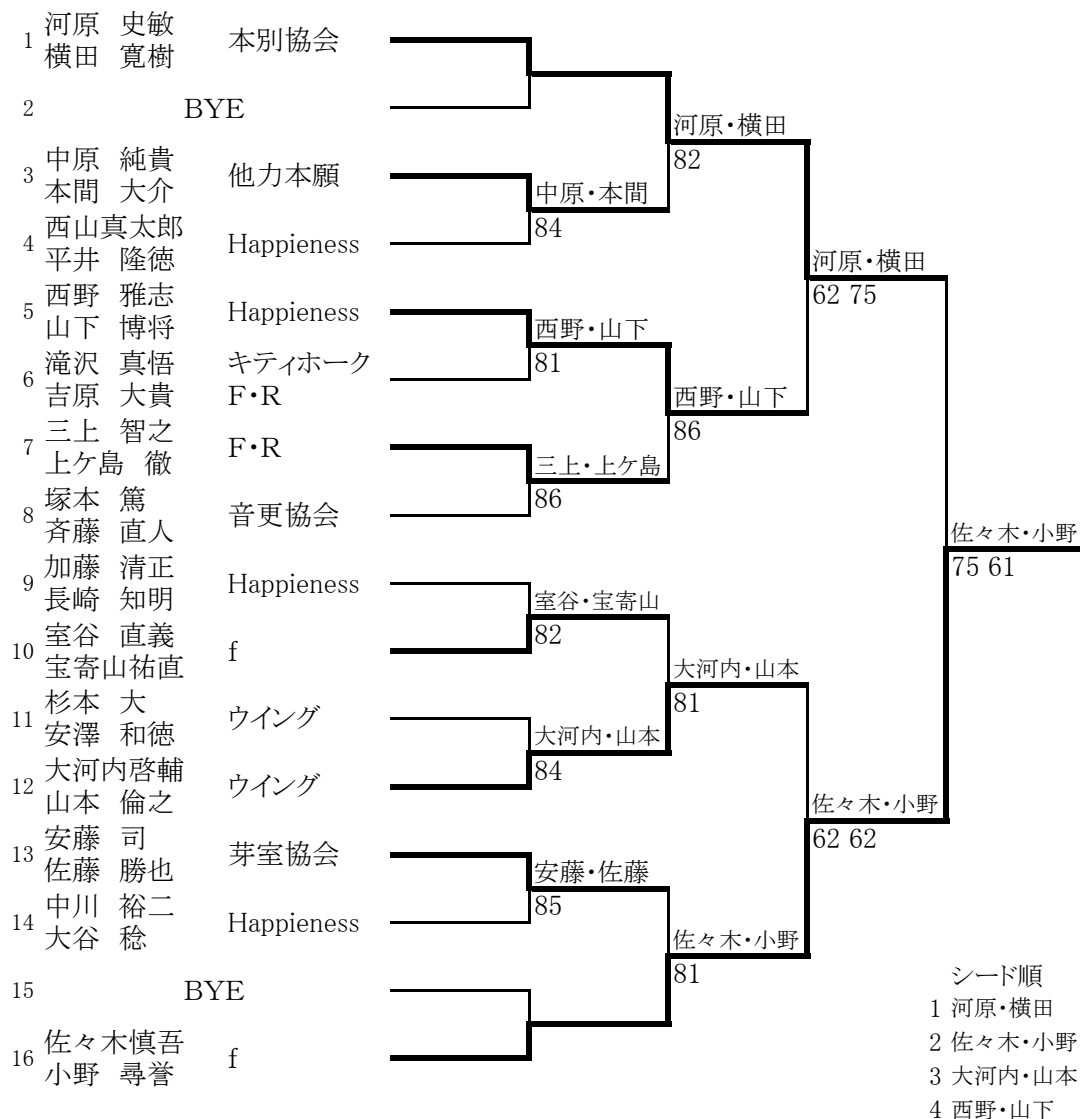 1 河原 史敏 本別協会
横田 寛樹
2 BYE
河原・横田
82
3 中原 純貴 他力本願
本間 大介
中原・本間
84
4 西山真太郎 Happieness
平井 隆徳
河原・横田
62 75
5 西野 雅志 Happieness
山下 博将
西野・山下
81
6 滝沢 真悟 キティホーク
吉原 大貴 F・R
西野・山下
86
7 三上 智之 F・R
上ケ島 徹
三上・上ケ島
86
8 塚本 篤 音更協会
斉藤 直人
佐々木・小野
75 61
9 加藤 清正 Happieness
長崎 知明
室谷・宝寄山
82
10 室谷 直義 f
宝寄山祐直
大河内・山本
81
11 杉本 大 ウイング
安澤 和徳
大河内・山本
84
12 大河内啓輔 ウイング
山本 倫之
佐々木・小野
62 62
13 安藤 司 芽室協会
佐藤 勝也
安藤・佐藤
85
14 中川 裕二 Happieness
大谷 稔
佐々木・小野
81
15 BYE
16 佐々木慎吾 f
小野 尋誉
シード順
1 河原・横田
2 佐々木・小野
3 大河内・山本
4 西野・山下